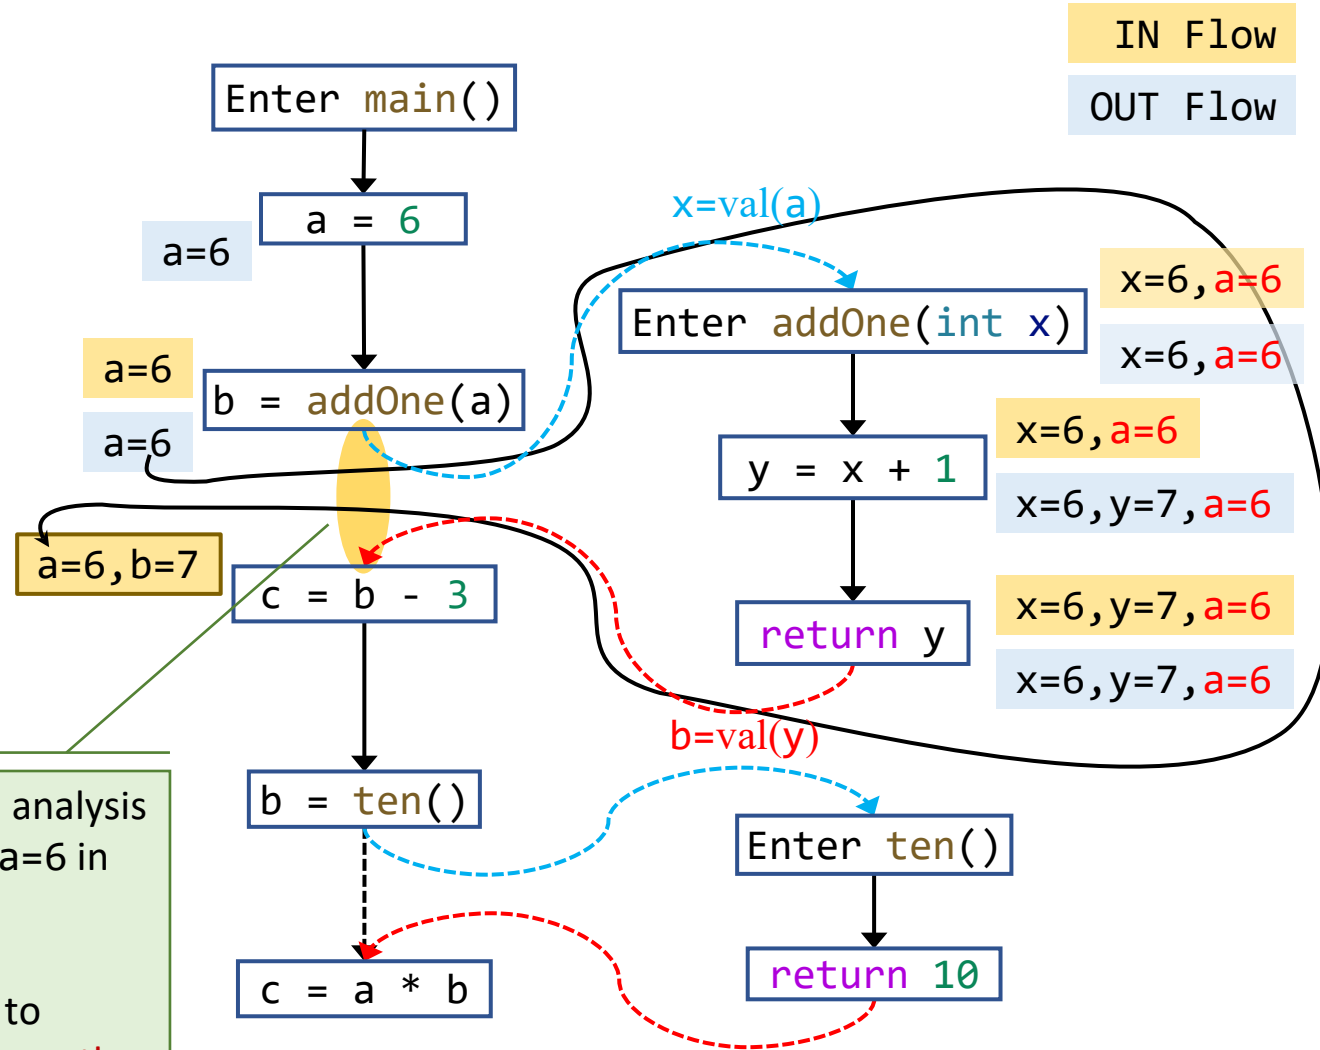 IN Flow
OUT Flow
Enter main()
a = 6
a=6
x=val(a)
a=6
b = addOne(a)
a=6
Enter addOne(int x)
x=6,a=6
x=6,a=6
y = x + 1
x=6,a=6
x=6,y=7,a=6
a=6,b=7
c = b - 3
return y
x=6,y=7,a=6
x=6,y=7,a=6
b=val(y)
b = ten()
Enter ten()
analysis
a=6 in
to
c = a * b
return 10